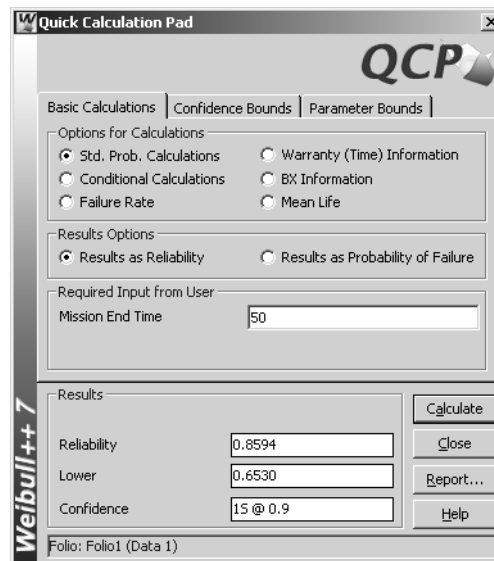 W Quick Calculation Pad X
QCP
Basic Calculations Confidence Bounds Parameter Bounds
Options for Calculations
Std. Prob. Calculations Warranty (Time) Information
Conditional Calculations BX Information
Failure Rate Mean Life
Results Options
Results as Reliability Results as Probability of Failure
Required Input from User
Mission End Time 50
Results
Calculate
Reliability 0.8594 Close
Lower 0.6530 Report...
Confidence 1S @ 0.9 Help
Weibull++ 7
Folio: Folio1 (Data 1)